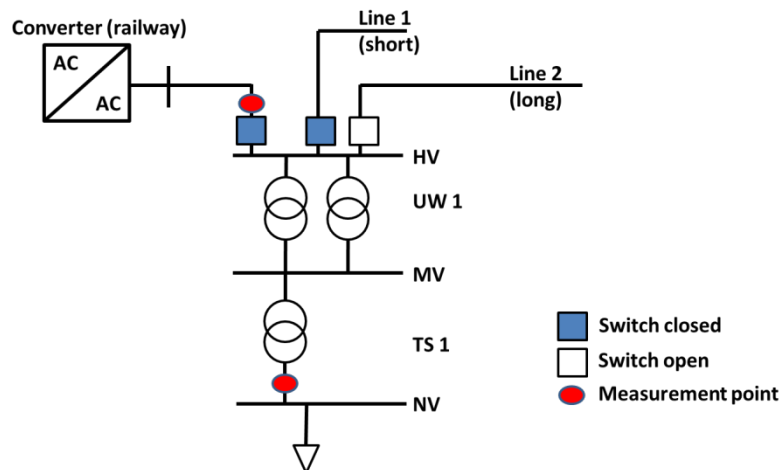 Converter (railway)
AC
AC
Line 1
(short)
Line 2
(long)
HV
UW 1
MV
TS 1
NV
Switch closed
Switch open
Measurement point